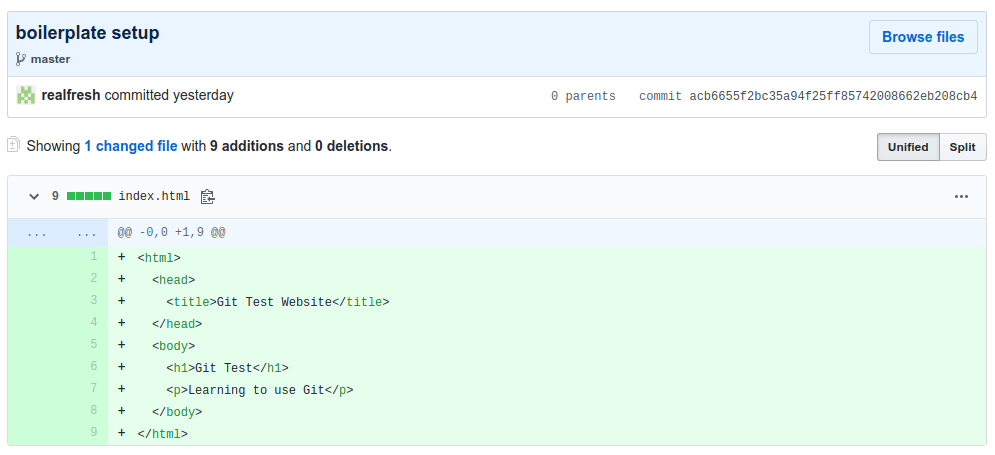 boilerplate setup
Browse files
master
realfresh committed yesterday
0 parents commit acb6655f2bc35a94f25ff85742008662eb208cb4
Showing 1 changed file with 9 additions and 0 deletions.
Unified Split
9 index.html
... ... @@ -0,0 +1,9 @@
1 + <html>
2 +   <head>
3 +     <title>Git Test Website</title>
4 +   </head>
5 +   <body>
6 +     <h1>Git Test</h1>
7 +     <p>Learning to use Git</p>
8 +   </body>
9 + </html>